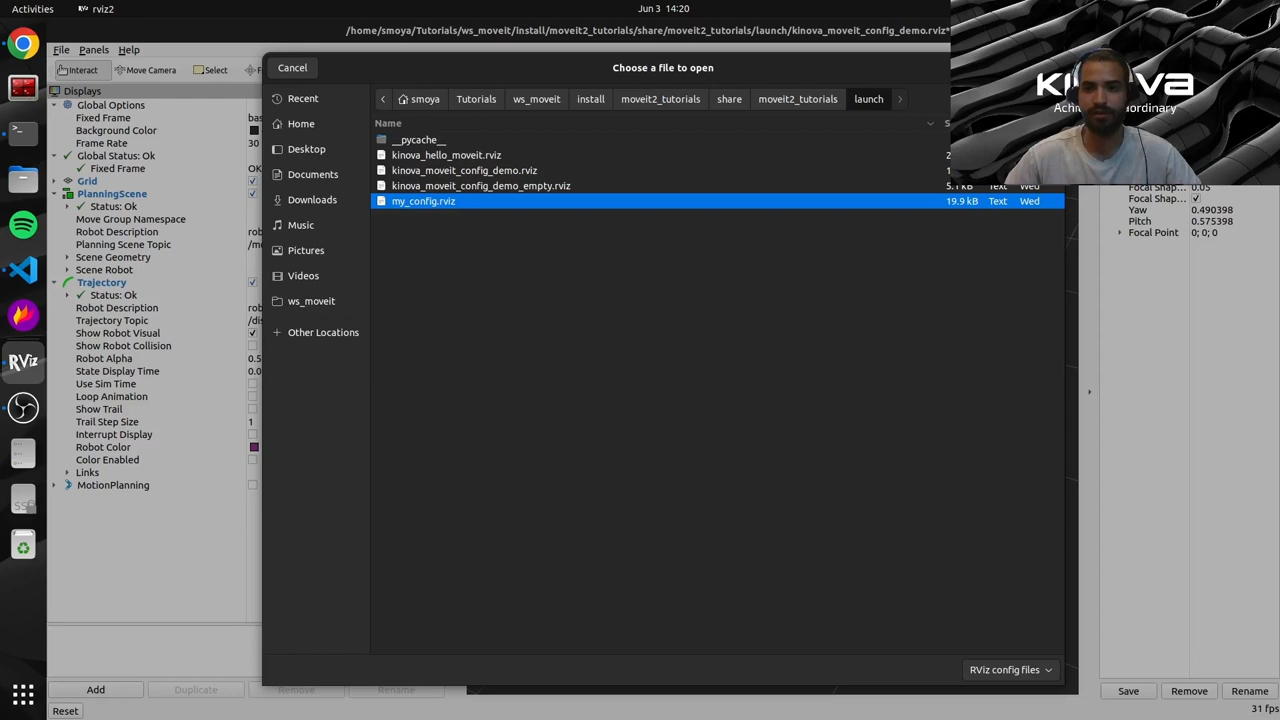 Activities
rviz2
Jun 3 14:20
/home/smoya/Tutorials/ws_moveit/install/moveit2_tutorials/share/moveit2_tutorials/launch/kinova_moveit_config_demo.rviz*
File Panels Help
Interact Move Camera Select
Displays
Global Options
Fixed Frame
Background Color
Frame Rate 30
Global Status: Ok
Fixed Frame OK
Grid
PlanningScene
Status: Ok
Move Group Namespace
Robot Description
Planning Scene Topic
Scene Geometry
Scene Robot
Trajectory
Status: Ok
Robot Description
Trajectory Topic
Show Robot Visual
Show Robot Collision
Robot Alpha 0.5
State Display Time 0.0
Use Sim Time
Loop Animation
Show Trail
Trail Step Size 1
Interrupt Display
Robot Color
Color Enabled
Links
MotionPlanning
Add Duplicate Remove Rename
Reset
Cancel
Choose a file to open
Recent
Home
Desktop
Documents
Downloads
Music
Pictures
Videos
ws_moveit
Other Locations
smoya Tutorials ws_moveit install moveit2_tutorials share moveit2_tutorials launch
Name
__pycache__
kinova_hello_moveit.rviz
kinova_moveit_config_demo.rviz
kinova_moveit_config_demo_empty.rviz 5.1 kB Text Wed
my_config.rviz 19.9 kB Text Wed
RViz config files
Focal Shap... 0.05
Focal Shap...
Yaw 0.490398
Pitch 0.575398
Focal Point 0; 0; 0
Save Remove Rename
31 fps
RViz